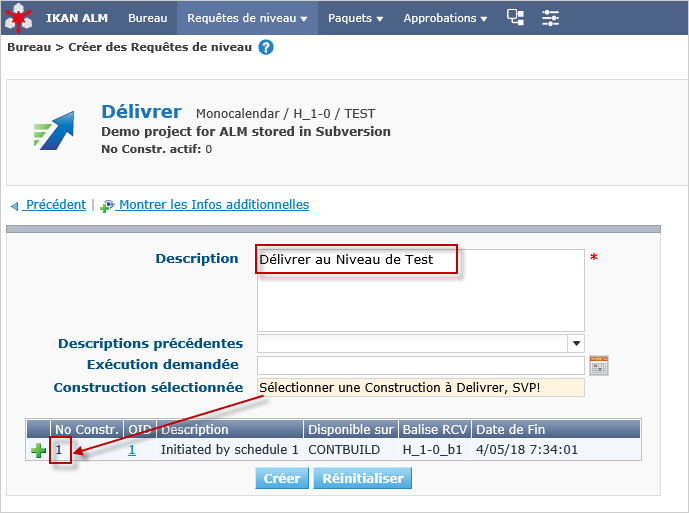 IKAN ALM Bureau Requêtes de niveau Paquets Approbations
Bureau > Créer des Requêtes de niveau ?
Délivrer Monocalendar / H_1-0 / TEST
Demo project for ALM stored in Subversion
No Constr. actif: 0
Précédent | Montrer les Infos additionnelles
Description Délivrer au Niveau de Test *
Descriptions précédentes
Exécution demandée
Construction sélectionnée Sélectionner une Construction à Delivrer, SVP!
No Constr. OID Description Disponible sur Balise RCV Date de Fin
1 1 Initiated by schedule 1 CONTBUILD H_1-0_b1 4/05/18 7:34:01
Créer Réinitialiser